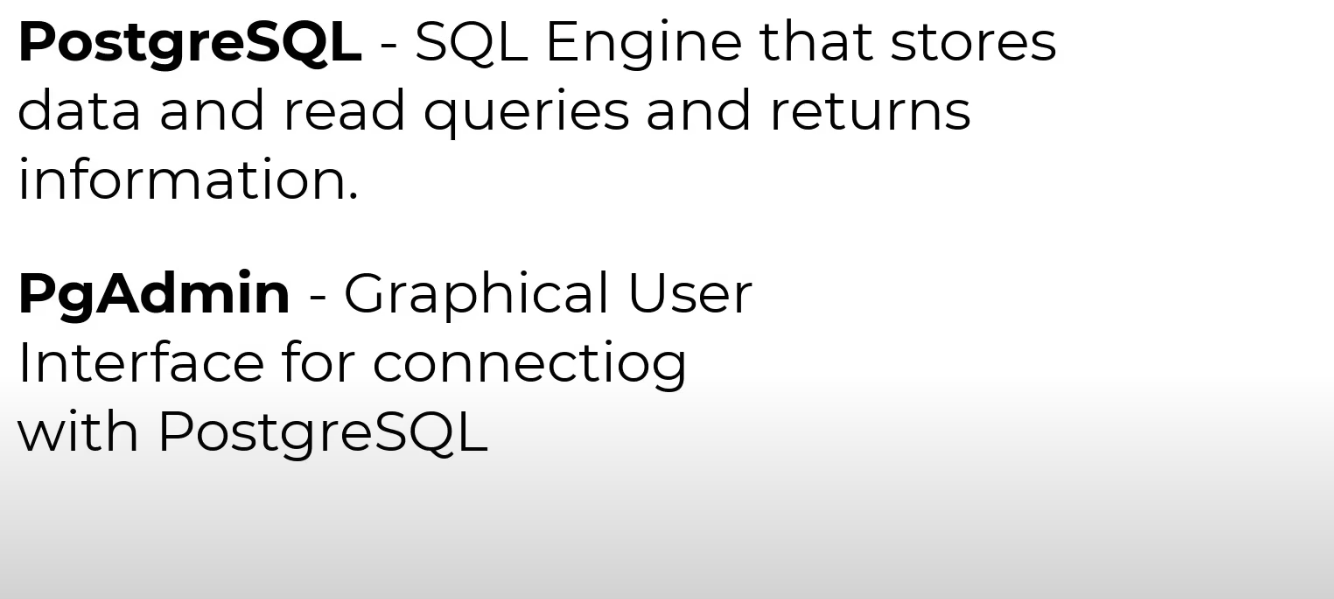 PostgreSQL - SQL Engine that stores
data and read queries and returns
information.
PgAdmin - Graphical User
Interface for connectiog
with PostgreSQL